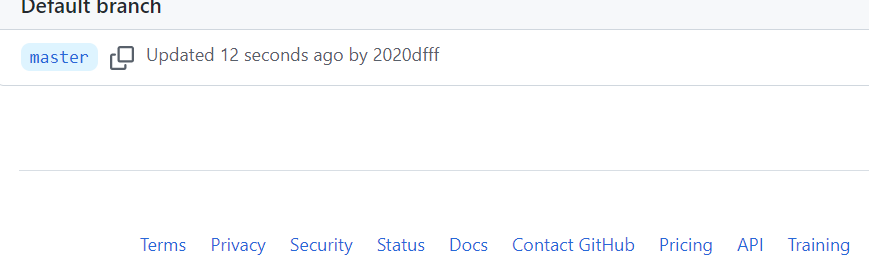 Default branch
master Updated 12 seconds ago by 2020dfff
Terms Privacy Security Status Docs Contact GitHub Pricing API Training